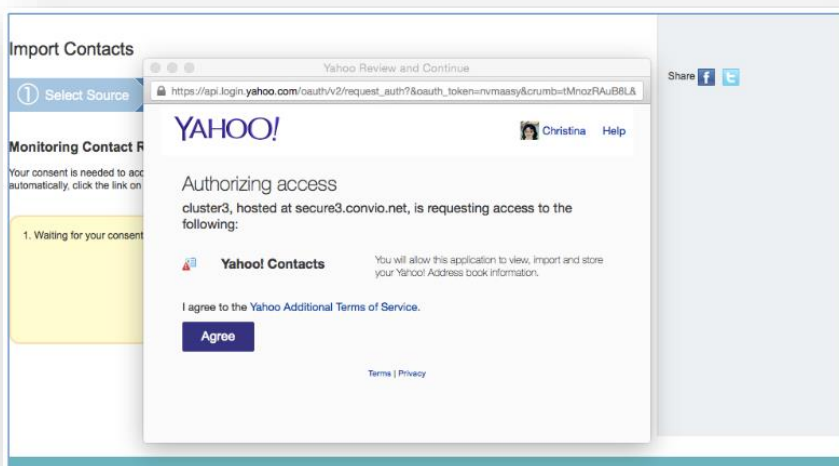 Import Contacts
1 Select Source
Monitoring Contact R
Your consent is needed to acc
automatically, click the link on
1. Waiting for your consent
Yahoo Review and Continue
https://api.login.yahoo.com/oauth/v2/request_auth?&oauth_token=nvmaasy&crumb=tMnozRAuB8L&
YAHOO!
Christina Help
Authorizing access
cluster3, hosted at secure3.convio.net, is requesting access to the
following:
Yahoo! Contacts
You will allow this application to view, import and store
your Yahoo! Address book information.
I agree to the Yahoo Additional Terms of Service.
Agree
Terms | Privacy
Share